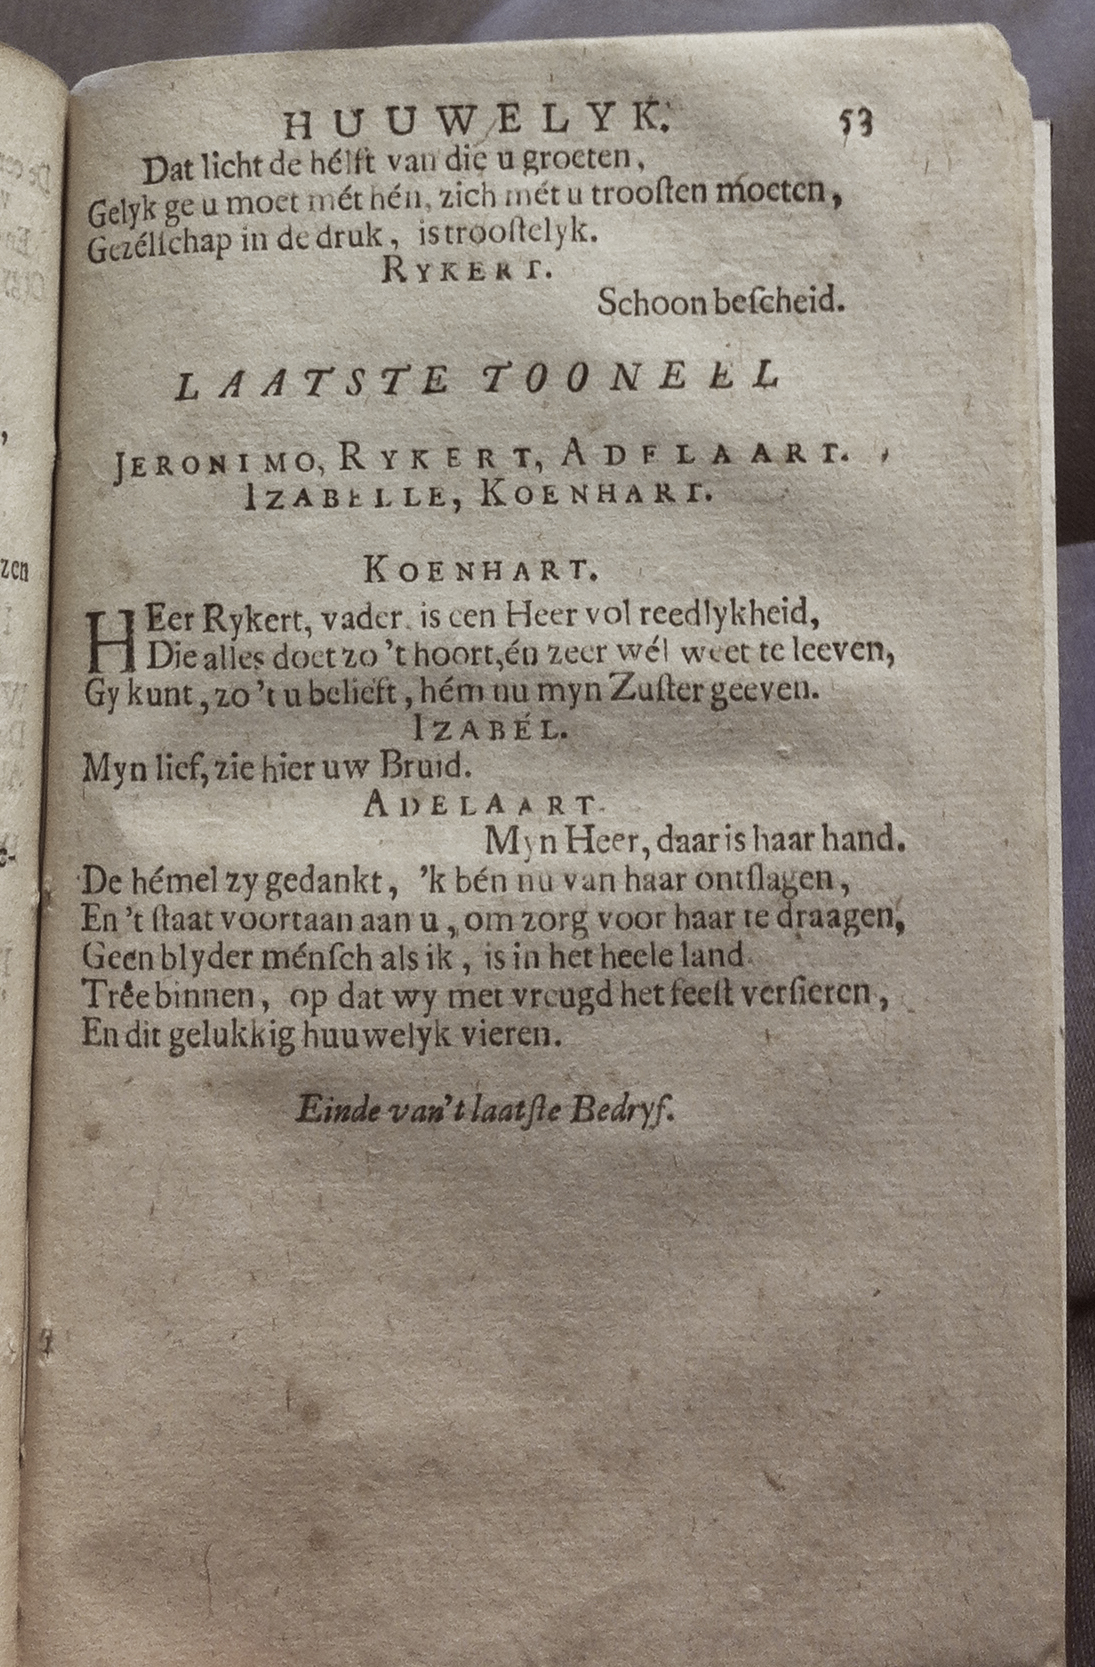 HUUWELYK. 53
Dat licht de hélft van die u groeten,
Gelyk ge u moet mét hén, zich mét u trooſten moeten,
Gezélſchap in de druk, is trooſtelyk.
RYKERT.
Schoon beſcheid.
LAATSTE TOONEEL
JERONIMO, RYKERT, ADELAART.
IZABELLE, KOENHART.
KOENHART.
HEer Rykert, vader is een Heer vol reedlykheid,
Die alles doet zo 't hoort, én zeer wél weet te leeven,
Gy kunt, zo 't u belieft, hém nu myn Zuſter geeven.
IZABÉL.
Myn lief, zie hier uw Bruid.
ADELAART.
Myn Heer, daar is haar hand.
De hémel zy gedankt, 'k bén nu van haar ontſlagen,
En 't ſtaat voortaan aan u, om zorg voor haar te draagen,
Geen blyder ménſch als ik, is in het heele land
Trêe binnen, op dat wy met vreugd het feeſt verſieren,
En dit gelukkig huuwelyk vieren.
Einde van 't laatſte Bedryf.